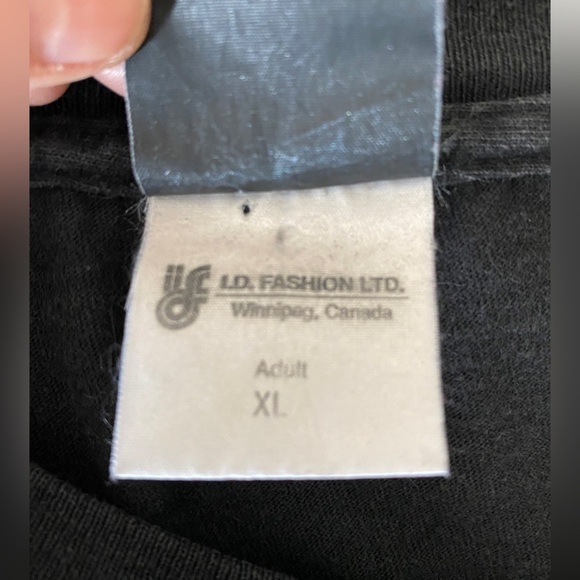 I.D. FASHION LTD.
Winnipeg, Canada
Adult
XL